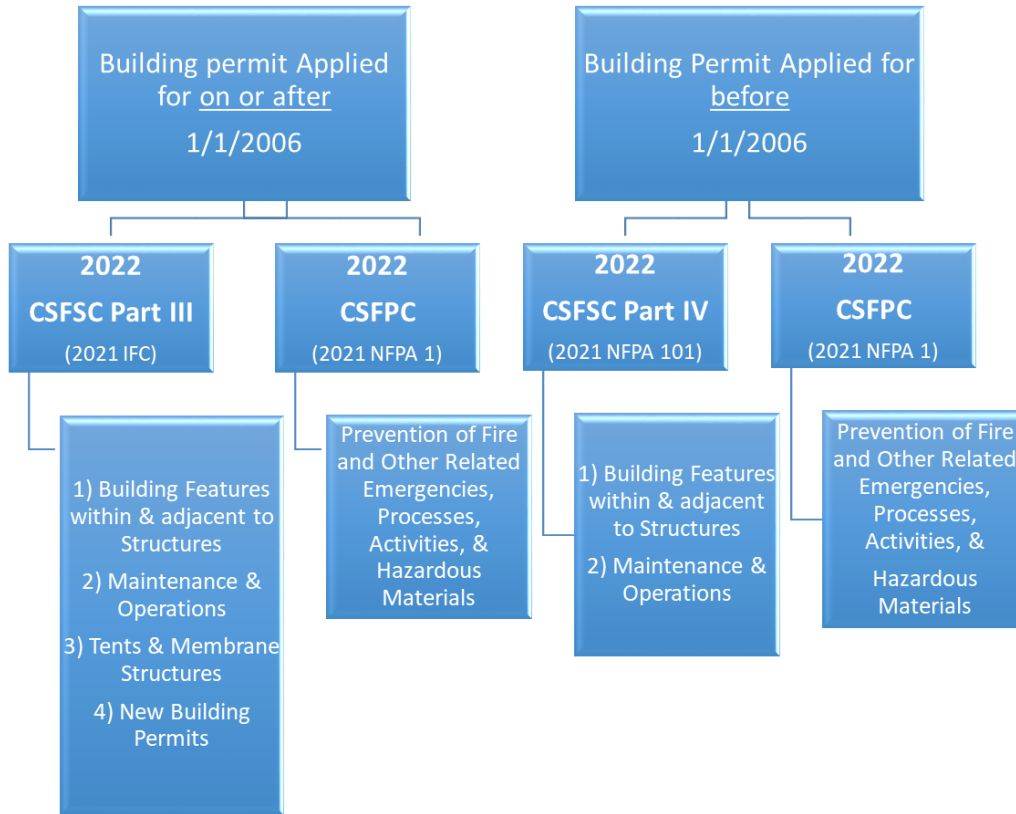 Building permit Applied
for on or after
1/1/2006
Building Permit Applied for
before
1/1/2006
2022
CSFSC Part III
(2021 IFC)
2022
CSFPC
(2021 NFPA 1)
2022
CSFSC Part IV
(2021 NFPA 101)
2022
CSFPC
(2021 NFPA 1)
1) Building Features
within & adjacent to
Structures
2) Maintenance &
Operations
3) Tents & Membrane
Structures
4) New Building
Permits
Prevention of Fire
and Other Related
Emergencies,
Processes,
Activities, &
Hazardous
Materials
1) Building Features
within & adjacent
to Structures
2) Maintenance &
Operations
Prevention of Fire
and Other Related
Emergencies,
Processes,
Activities, &
Hazardous
Materials